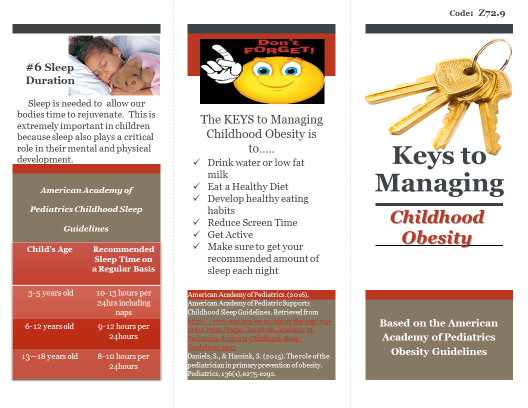 Code: Z72.9
#6 Sleep
Duration
Sleep is needed to allow our
bodies time to rejuvenate. This is
extremely important in children
because sleep also plays a critical
role in their mental and physical
development.
American Academy of
Pediatrics Childhood Sleep
Guidelines
Child's Age Recommended
Sleep Time on
a Regular Basis
3-5 years old 10-13 hours per
24hrs including
naps
6-12 years old 9-12 hours per
24hours
13—18 years old 8-10 hours per
24hours
Don't
FORGET!
The KEYS to Managing
Childhood Obesity is
to…..
✓ Drink water or low fat
milk
✓ Eat a Healthy Diet
✓ Develop healthy eating
habits
✓ Reduce Screen Time
✓ Get Active
✓ Make sure to get your
recommended amount of
sleep each night
American Academy of Pediatrics. (2016).
American Academy of Pediatric Supports
Childhood Sleep Guidelines. Retrieved from
Daniels, S., & Hassink, S. (2015). The role of the
pediatrician in primary prevention of obesity.
Pediatrics, 136(1), e275-e292.
Keys to
Managing
Childhood
Obesity
Based on the American
Academy of Pediatrics
Obesity Guidelines